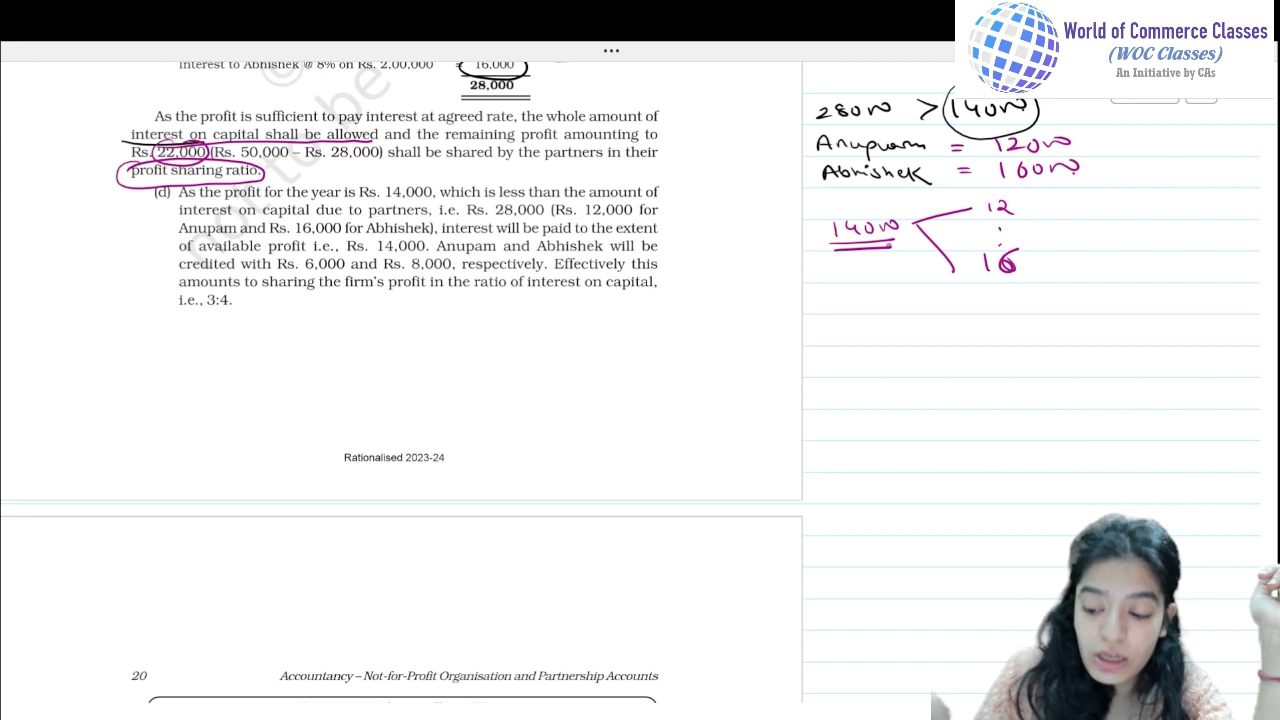 World of Commerce Classes
(WOC Classes)
An Initiative by CAs
Interest to Abhishek @ 8% on Rs. 2,00,000 = 16,000
28,000
As the profit is sufficient to pay interest at agreed rate, the whole amount of
interest on capital shall be allowed and the remaining profit amounting to
Rs. 22,000 (Rs. 50,000 – Rs. 28,000) shall be shared by the partners in their
profit sharing ratio.
(d) As the profit for the year is Rs. 14,000, which is less than the amount of
interest on capital due to partners, i.e. Rs. 28,000 (Rs. 12,000 for
Anupam and Rs. 16,000 for Abhishek), interest will be paid to the extent
of available profit i.e., Rs. 14,000. Anupam and Abhishek will be
credited with Rs. 6,000 and Rs. 8,000, respectively. Effectively this
amounts to sharing the firm's profit in the ratio of interest on capital,
i.e., 3:4.
not to be
Rationalised 2023-24
20 Accountancy – Not-for-Profit Organisation and Partnership Accounts
28000 > 14000
Anupam = 12000
Abhishek = 16000
14000
12
:
16